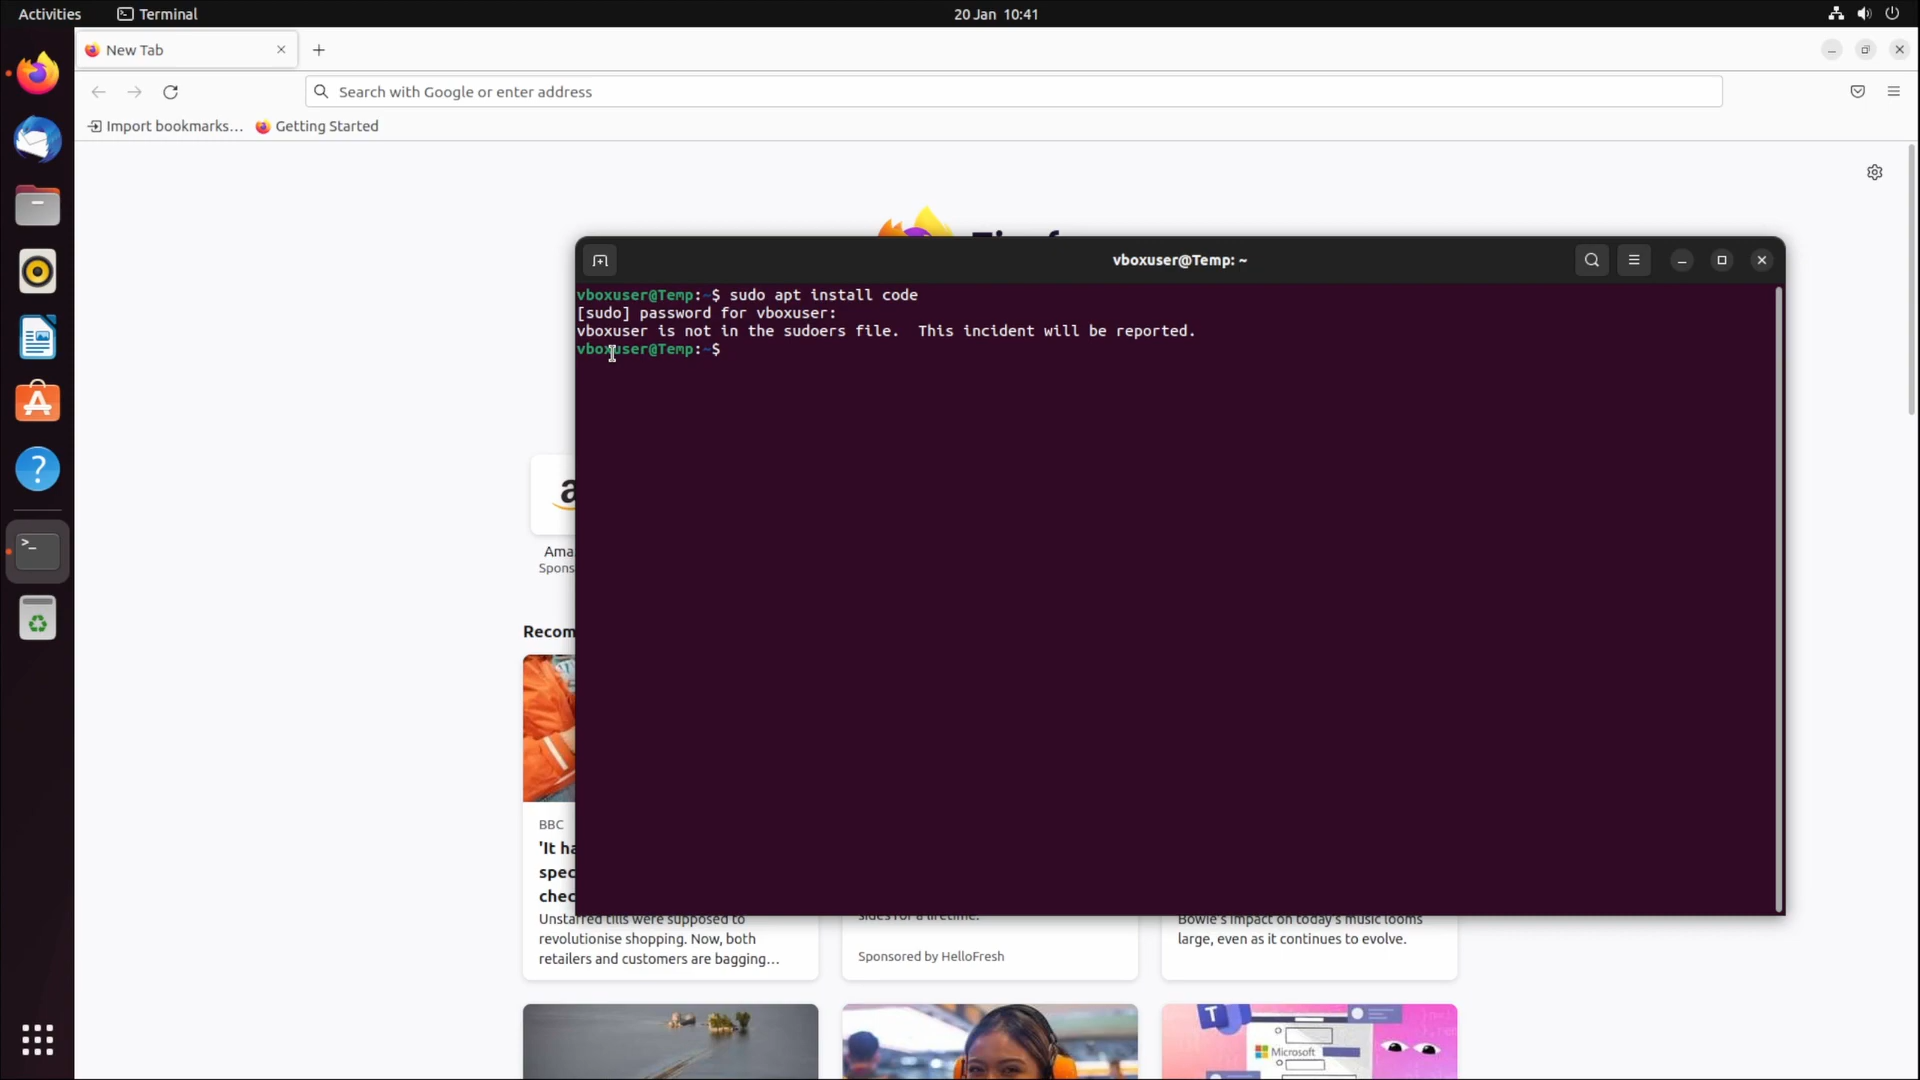 Activities
Terminal
20 Jan 10:41
New Tab
Search with Google or enter address
Import bookmarks...
Getting Started
vboxuser@Temp: ~
vboxuser@Temp:~$ sudo apt install code
[sudo] password for vboxuser:
vboxuser is not in the sudoers file.  This incident will be reported.
vboxuser@Temp:~$
a
Ama
Spons
Recom
BBC
'It ha
spec
chec
Unstarred tills were supposed to
revolutionise shopping. Now, both
retailers and customers are bagging...
sides for a lifetime.
Sponsored by HelloFresh
Bowie's impact on today's music looms
large, even as it continues to evolve.
T
Microsoft